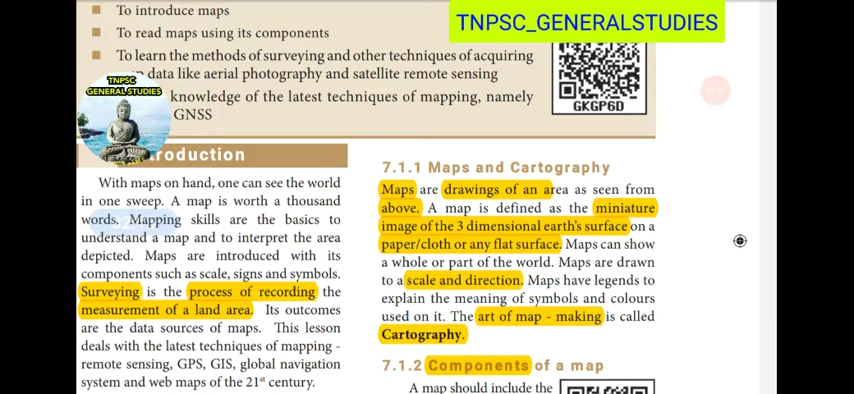 To introduce maps
To read maps using its components
To learn the methods of surveying and other techniques of acquiring
data like aerial photography and satellite remote sensing
knowledge of the latest techniques of mapping, namely
GNSS
TNPSC_GENERALSTUDIES
GKGP6D
TNPSC
GENERAL STUDIES
roduction
With maps on hand, one can see the world
in one sweep. A map is worth a thousand
words. Mapping skills are the basics to
understand a map and to interpret the area
depicted. Maps are introduced with its
components such as scale, signs and symbols.
Surveying is the process of recording the
measurement of a land area. Its outcomes
are the data sources of maps. This lesson
deals with the latest techniques of mapping -
remote sensing, GPS, GIS, global navigation
system and web maps of the 21st century.
7.1.1 Maps and Cartography
Maps are drawings of an area as seen from
above. A map is defined as the miniature
image of the 3 dimensional earth's surface on a
paper/cloth or any flat surface. Maps can show
a whole or part of the world. Maps are drawn
to a scale and direction. Maps have legends to
explain the meaning of symbols and colours
used on it. The art of map - making is called
Cartography.
7.1.2 Components of a map
A map should include the